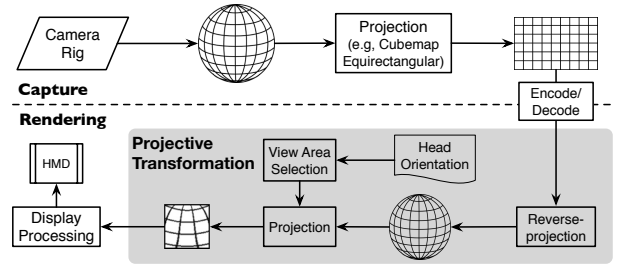 Camera
Rig
Projection
(e.g, Cubemap
Equirectangular)
Capture
Encode/
Decode
Rendering
Projective
Transformation
View Area
Selection
Head
Orientation
HMD
Display
Processing
Projection
Reverse-
projection